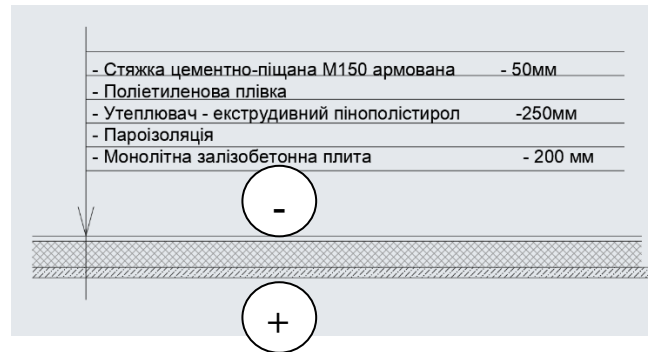 - Стяжка цементно-піщана М150 армована - 50мм
- Поліетиленова плівка
- Утеплювач - екструдивний пінополістирол -250мм
- Пароізоляція
- Монолітна залізобетонна плита - 200 мм
-
+